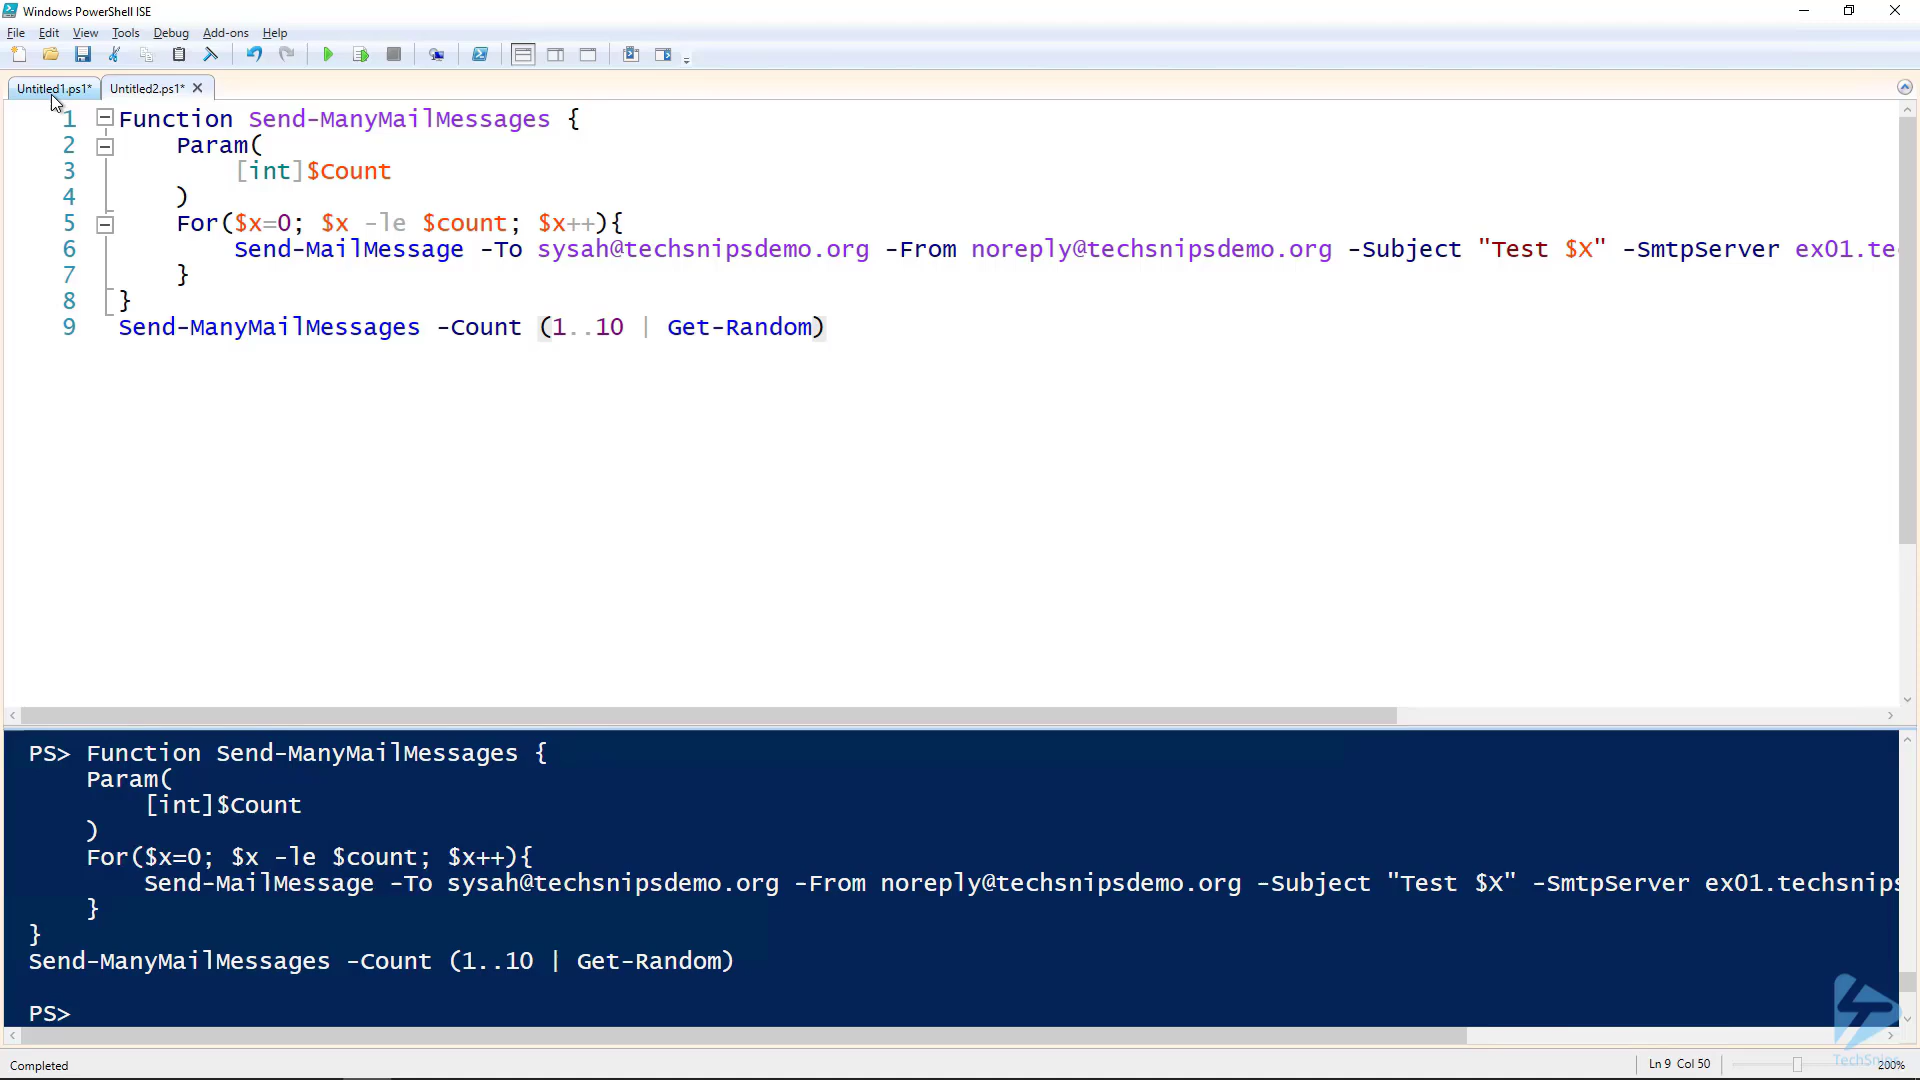 Windows PowerShell ISE
File Edit View Tools Debug Add-ons Help
Untitled1.ps1* Untitled2.ps1*
1 Function Send-ManyMailMessages {
2 Param(
3 [int]$Count
4 )
5 For($x=0; $x -le $count; $x++){
6 Send-MailMessage -To sysah@techsnipsdemo.org -From noreply@techsnipsdemo.org -Subject "Test $X" -SmtpServer ex01.te
7 }
8 }
9 Send-ManyMailMessages -Count (1..10 | Get-Random)
PS> Function Send-ManyMailMessages {
Param(
[int]$Count
)
For($x=0; $x -le $count; $x++){
Send-MailMessage -To sysah@techsnipsdemo.org -From noreply@techsnipsdemo.org -Subject "Test $X" -SmtpServer ex01.techsnips
}
}
Send-ManyMailMessages -Count (1..10 | Get-Random)
PS>
TechSnips
Completed Ln 9 Col 50 200%